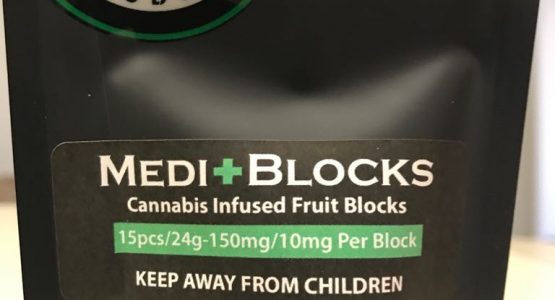 MEDI+BLOCKS
Cannabis Infused Fruit Blocks
15pcs/24g-150mg/10mg Per Block
KEEP AWAY FROM CHILDREN